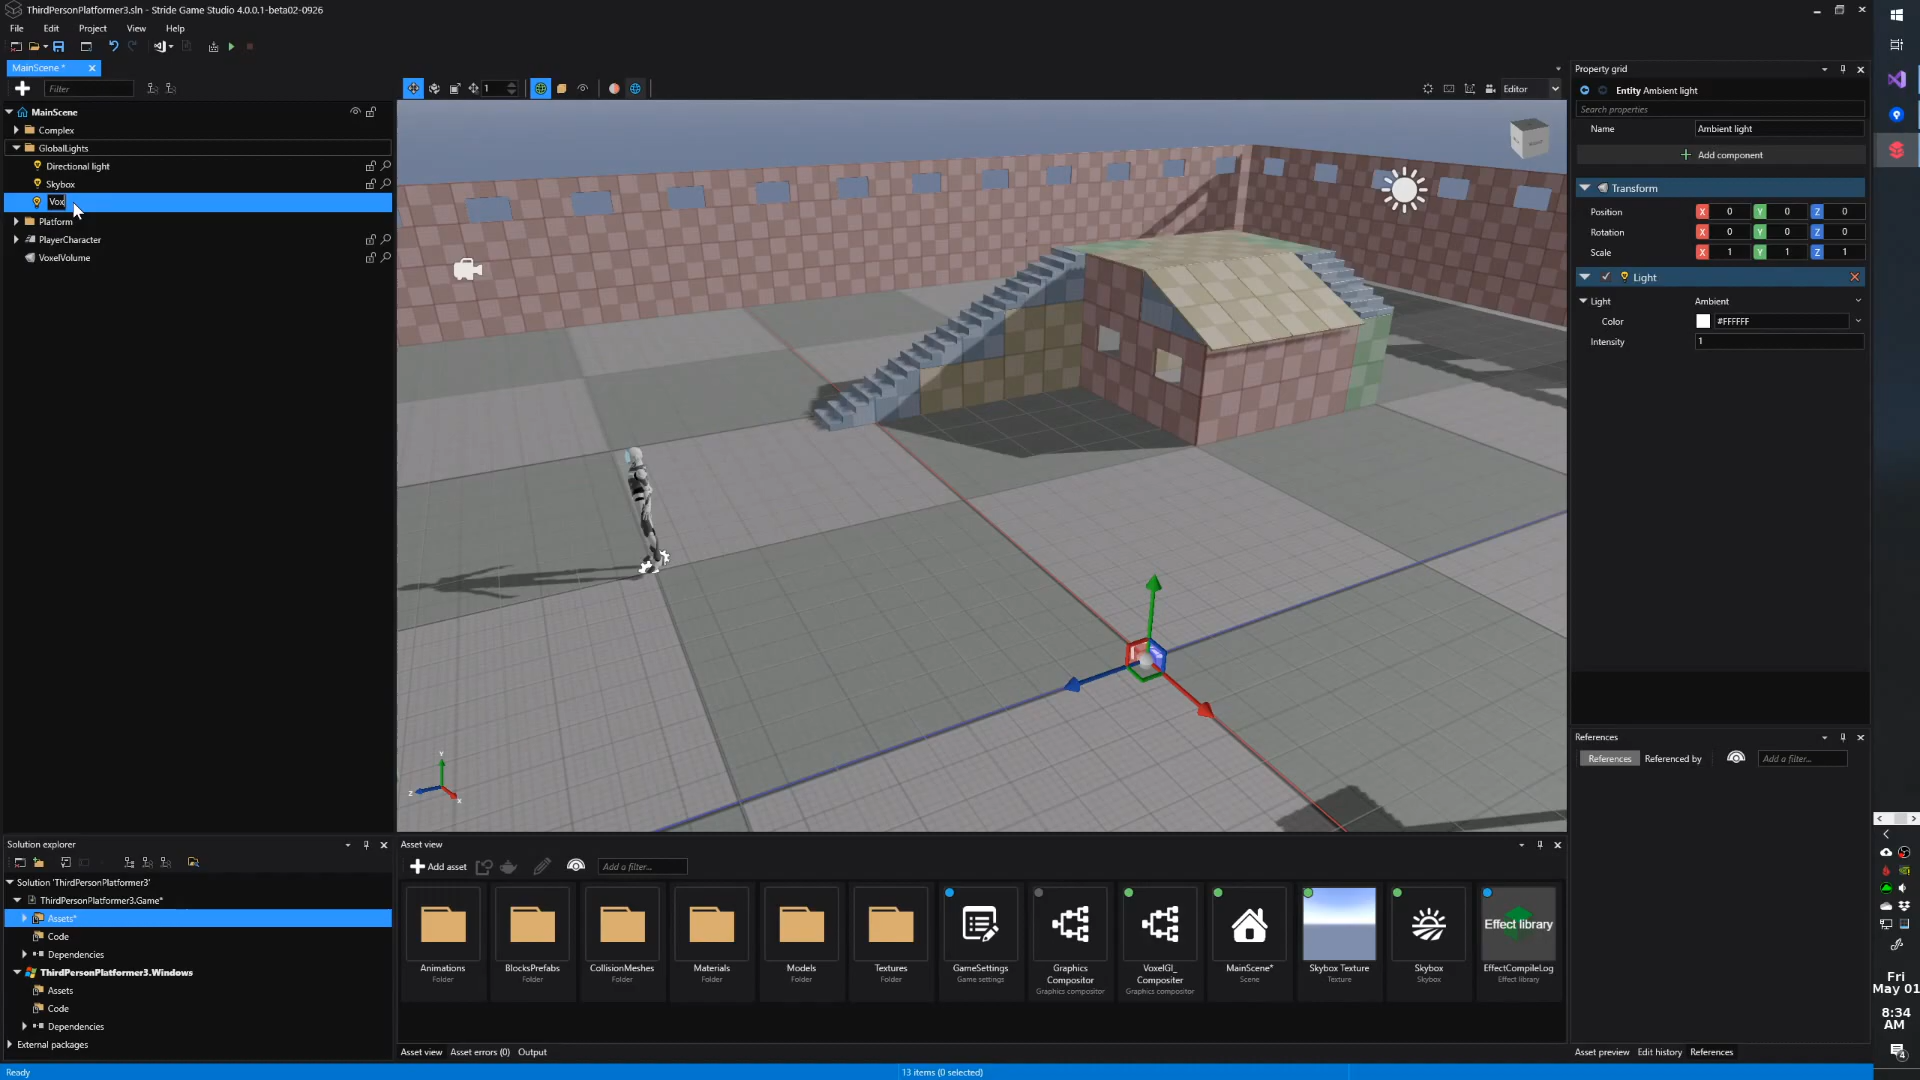 ThirdPersonPlatformer3.sln - Stride Game Studio 4.0.0.1-beta02-0926
File Edit Project View Help
MainScene *
Filter
1
Editor
MainScene
Complex
GlobalLights
Directional light
Skybox
Vox
Platform
PlayerCharacter
VoxelVolume
Property grid
Entity Ambient light
Search properties
Name Ambient light
Add component
Transform
Position X 0 Y 0 Z 0
Rotation X 0 Y 0 Z 0
Scale X 1 Y 1 Z 1
Light
Light Ambient
Color #FFFFFF
Intensity 1
Y
Z
X
References
References Referenced by Add a filter...
Solution explorer
Solution 'ThirdPersonPlatformer3'
ThirdPersonPlatformer3.Game*
Assets*
Code
Dependencies
ThirdPersonPlatformer3.Windows
Assets
Code
Dependencies
External packages
Asset view
Add asset
Add a filter...
Animations
Folder
BlocksPrefabs
Folder
CollisionMeshes
Folder
Materials
Folder
Models
Folder
Textures
Folder
GameSettings
Game settings
Graphics
Compositor
Graphics compositor
VoxelGI_
Compositer
Graphics compositor
MainScene*
Scene
Skybox Texture
Texture
Skybox
Skybox
Effect library
EffectCompileLog
Effect library
Asset view Asset errors (0) Output
Asset preview Edit history References
Ready
13 items (0 selected)
Fri
May 01
8:34
AM
4